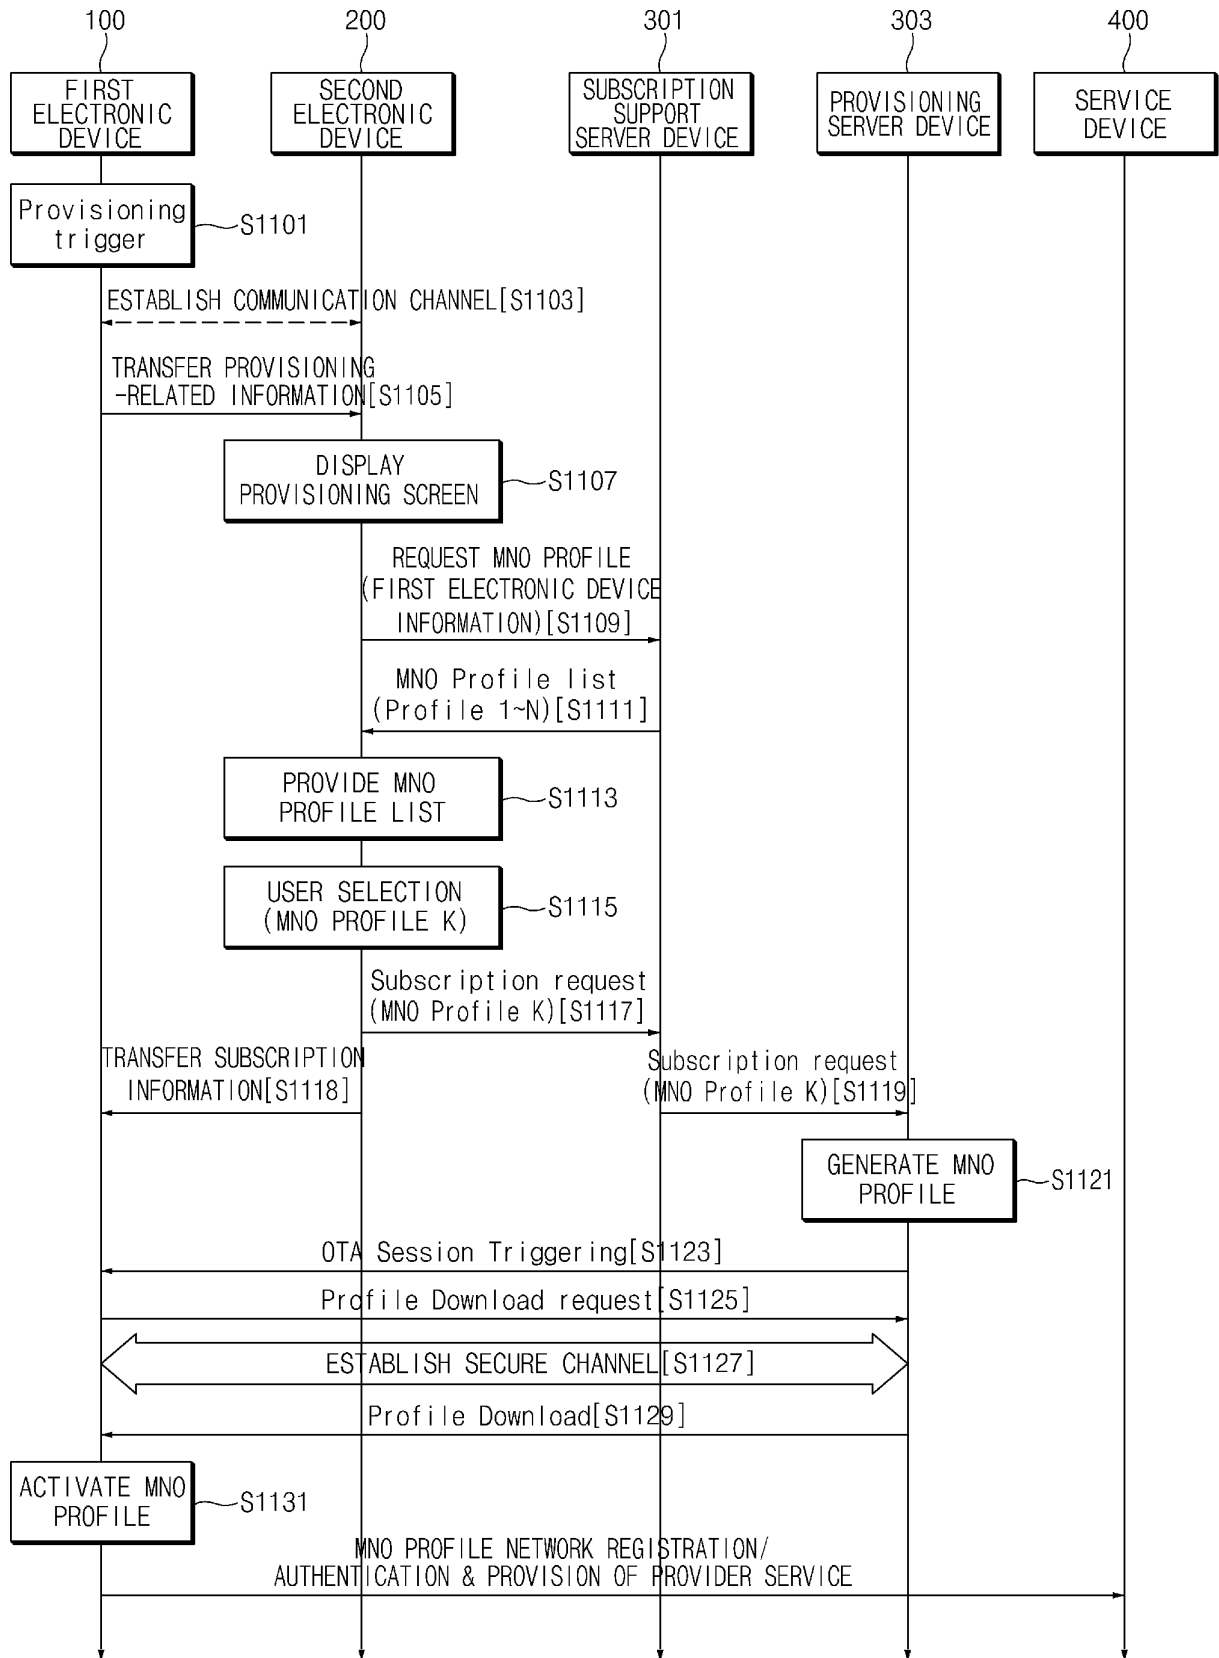 100
200
301
303
400
FIRST
ELECTRONIC
DEVICE
SECOND
ELECTRONIC
DEVICE
SUBSCRIPTION
SUPPORT
SERVER DEVICE
PROVISIONING
SERVER DEVICE
SERVICE
DEVICE
Provisioning
trigger
S1101
ESTABLISH COMMUNICATION CHANNEL[S1103]
TRANSFER PROVISIONING
-RELATED INFORMATION[S1105]
DISPLAY
PROVISIONING SCREEN
S1107
REQUEST MNO PROFILE
(FIRST ELECTRONIC DEVICE
INFORMATION)[S1109]
MNO Profile list
(Profile 1~N)[S1111]
PROVIDE MNO
PROFILE LIST
S1113
USER SELECTION
(MNO PROFILE K)
S1115
Subscription request
(MNO Profile K)[S1117]
TRANSFER SUBSCRIPTION
INFORMATION[S1118]
Subscription request
(MNO Profile K)[S1119]
GENERATE MNO
PROFILE
S1121
OTA Session Triggering[S1123]
Profile Download request[S1125]
ESTABLISH SECURE CHANNEL[S1127]
Profile Download[S1129]
ACTIVATE MNO
PROFILE
S1131
MNO PROFILE NETWORK REGISTRATION/
AUTHENTICATION & PROVISION OF PROVIDER SERVICE